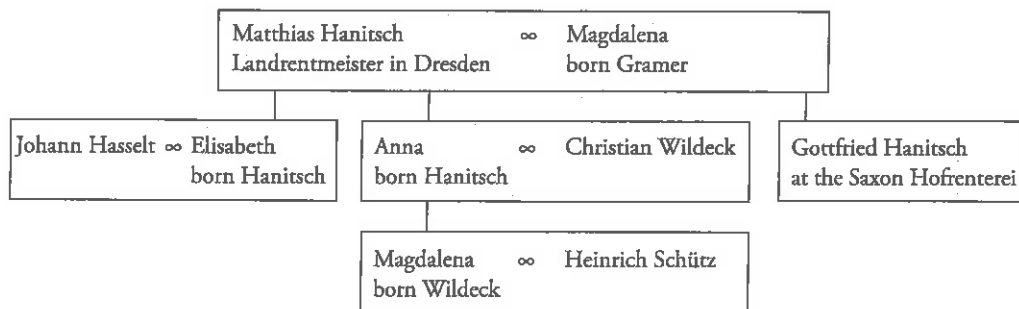 Matthias Hanitsch ∞ Magdalena
Landrentmeister in Dresden born Gramer
Johann Hasselt ∞ Elisabeth
born Hanitsch
Anna ∞ Christian Wildeck
born Hanitsch
Gottfried Hanitsch
at the Saxon Hofrenterei
Magdalena ∞ Heinrich Schütz
born Wildeck